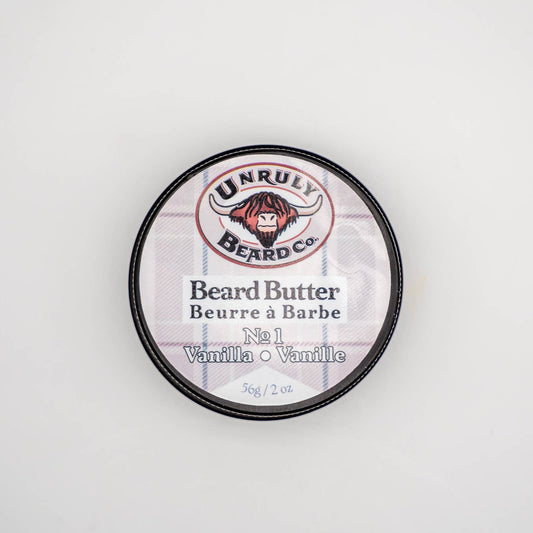 UNRULY
BEARD CO.
Beard Butter
Beurre à Barbe
№ 1
Vanilla • Vanille
56g / 2 oz